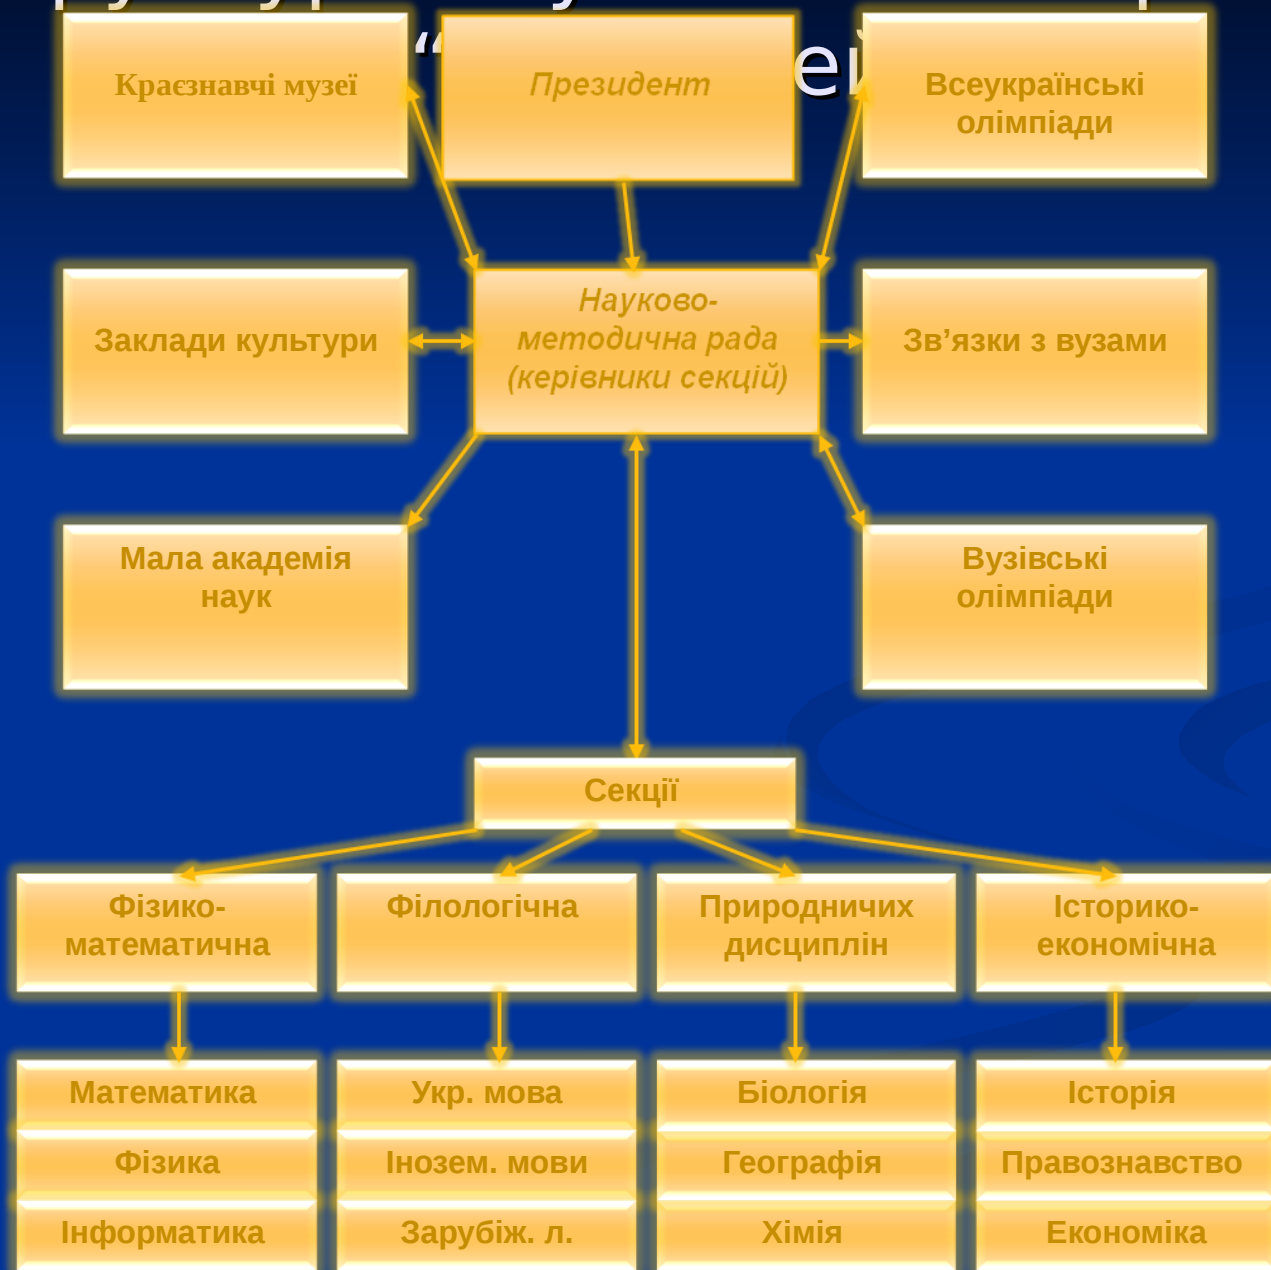 Краєзнавчі музеї
Президент
Всеукраїнські
олімпіади
Науково-
методична рада
(керівники секцій)
Заклади культури
Зв’язки з вузами
Мала академія
наук
Вузівські
олімпіади
Секції
Фізико-
математична
Філологічна
Природничих
дисциплін
Історико-
економічна
Математика
Укр. мова
Біологія
Історія
Фізика
Інозем. мови
Географія
Правознавство
Інформатика
Зарубіж. л.
Хімія
Економіка